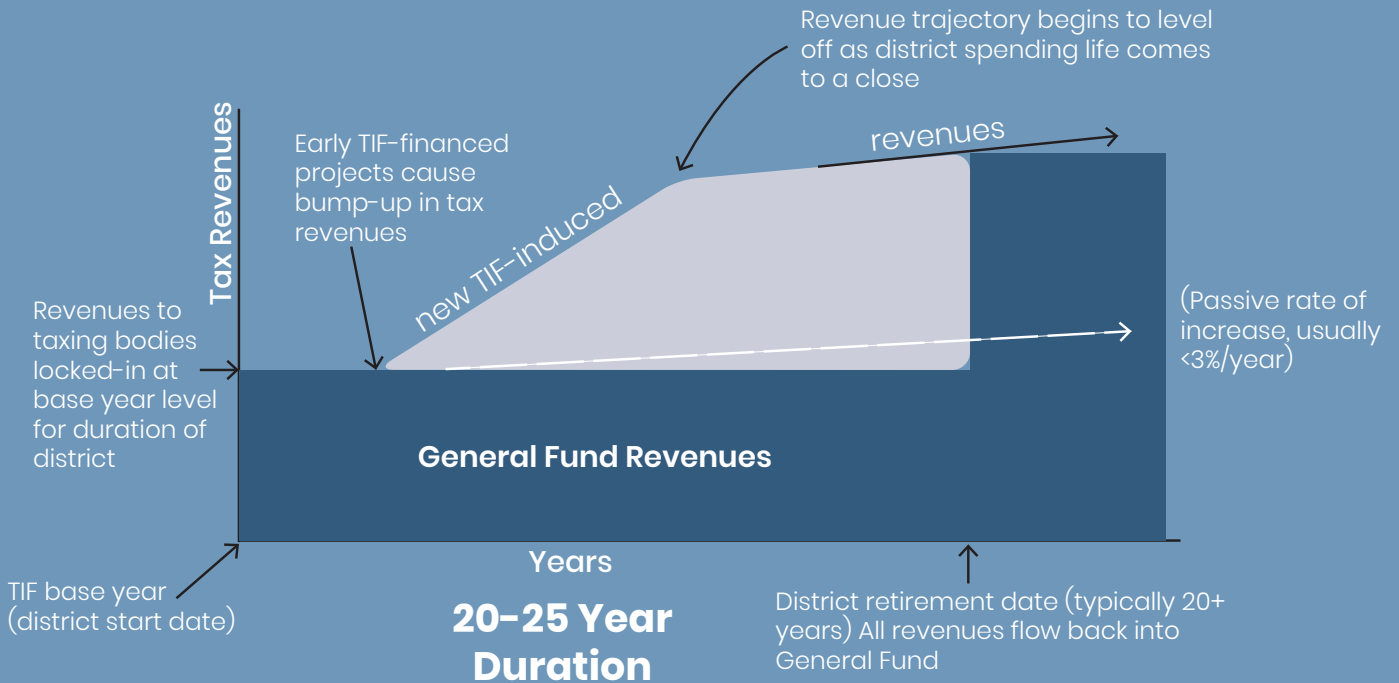 Revenue trajectory begins to level
off as district spending life comes
to a close
revenues
Early TIF-financed
projects cause
bump-up in tax
revenues
Tax Revenues
new TIF-induced
Revenues to
taxing bodies
locked-in at
base year level
for duration of
district
(Passive rate of
increase, usually
<3%/year)
General Fund Revenues
Years
20-25 Year
Duration
TIF base year
(district start date)
District retirement date (typically 20+
years) All revenues flow back into
General Fund